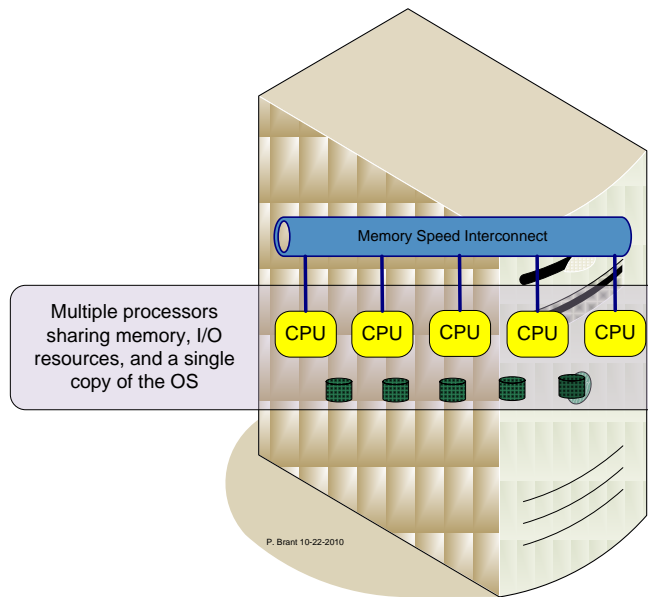 Memory Speed Interconnect
Multiple processors
sharing memory, I/O
resources, and a single
copy of the OS
CPU CPU CPU CPU CPU
P. Brant 10-22-2010